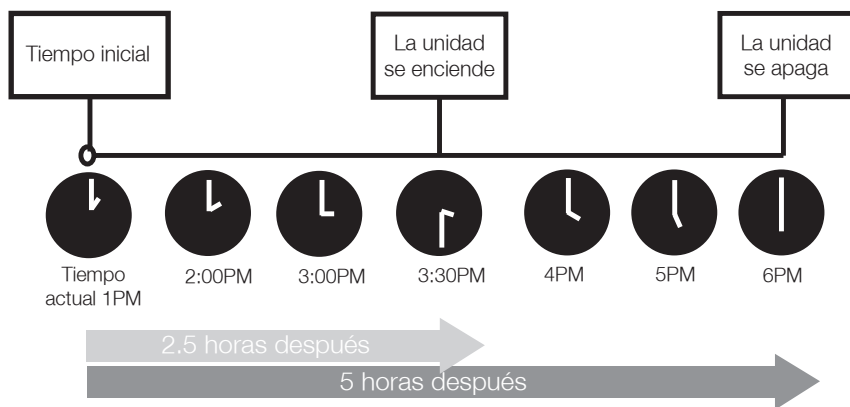 Tiempo inicial
La unidad
se enciende
La unidad
se apaga
Tiempo
actual 1PM
2:00PM
3:00PM
3:30PM
4PM
5PM
6PM
2.5 horas después
5 horas después